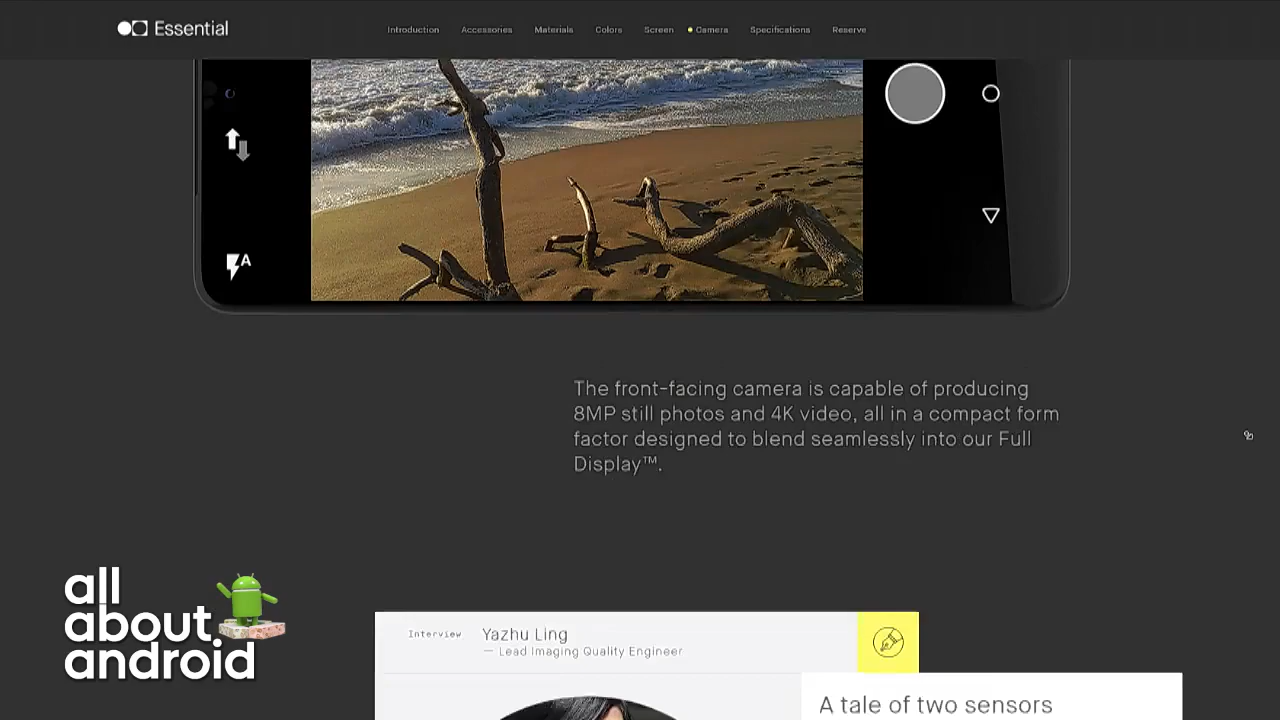 Essential
Introduction
Accessories
Materials
Colors
Screen
Camera
Specifications
Reserve
A
The front-facing camera is capable of producing
8MP still photos and 4K video, all in a compact form
factor designed to blend seamlessly into our Full
Display™.
all
about
android
Interview
Yazhu Ling
— Lead Imaging Quality Engineer
A tale of two sensors